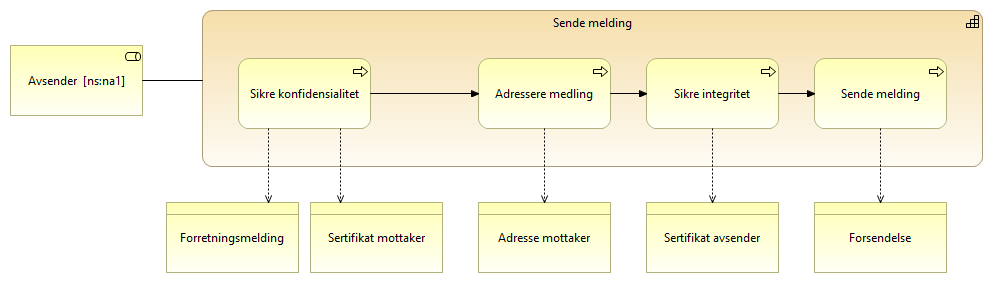 Sende melding
Avsender [ns:na1]
Sikre konfidensialitet
Adressere medling
Sikre integritet
Sende melding
Forretningsmelding
Sertifikat mottaker
Adresse mottaker
Sertifikat avsender
Forsendelse